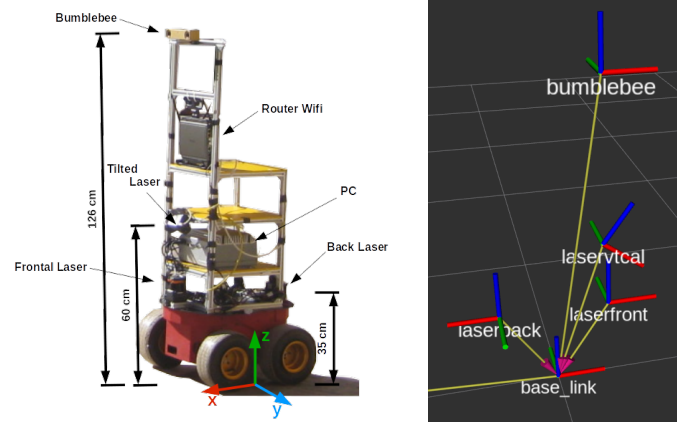 Bumblebee
Router Wifi
Tilted
Laser
PC
126 cm
Back Laser
Frontal Laser
60 cm
35 cm
z
x
y
bumblebee
laservtcal
laserfront
laserback
base_link